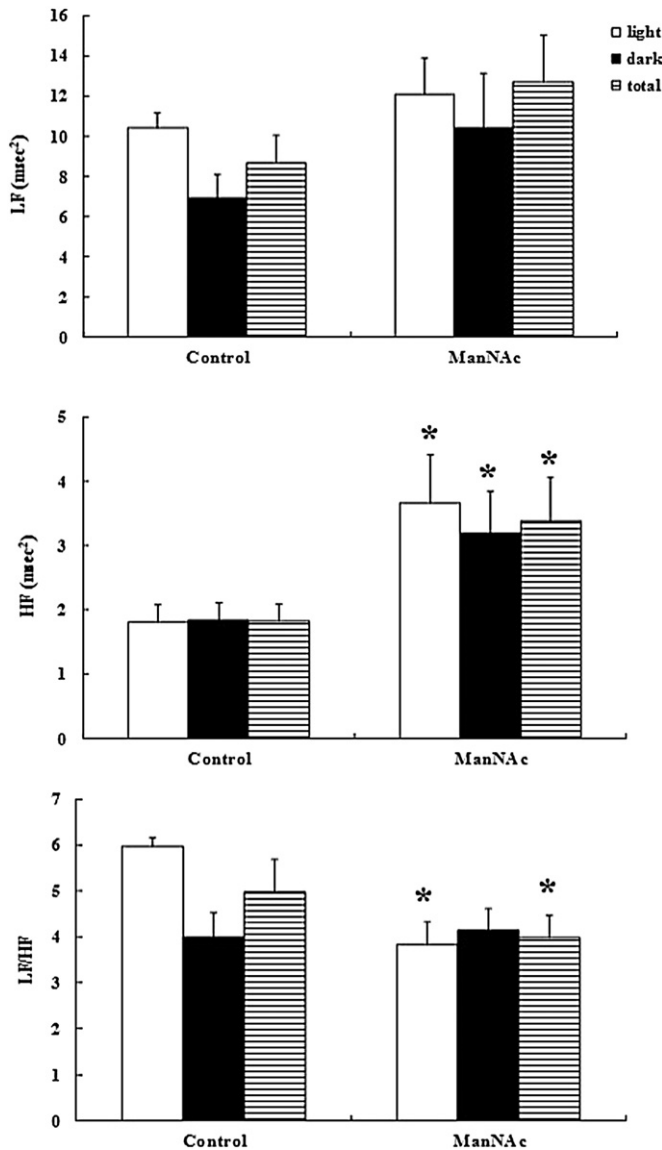 16
14
12
10
8
6
4
2
0
LF (msec²)
light
dark
total
Control ManNAc
5
4
3
2
1
0
HF (msec²)
* * *
Control ManNAc
7
6
5
4
3
2
1
0
LF/HF
* *
Control ManNAc